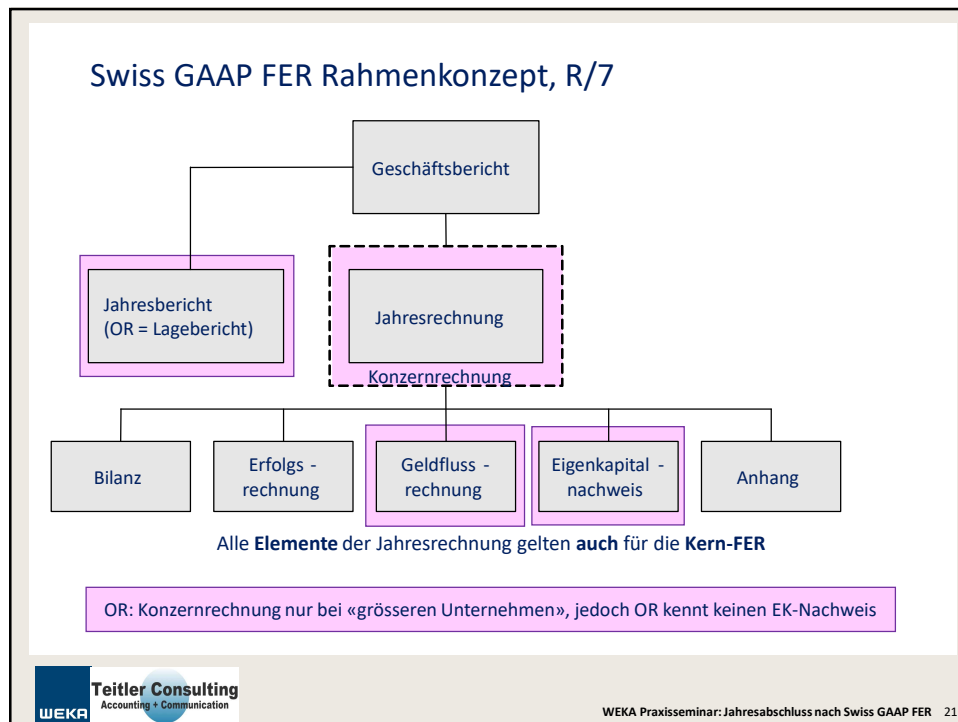 Swiss GAAP FER Rahmenkonzept, R/7
Geschäftsbericht
Jahresbericht
(OR = Lagebericht)
Jahresrechnung
Konzernrechnung
Bilanz
Erfolgs -
rechnung
Geldfluss -
rechnung
Eigenkapital -
nachweis
Anhang
Alle Elemente der Jahresrechnung gelten auch für die Kern-FER
OR: Konzernrechnung nur bei «grösseren Unternehmen», jedoch OR kennt keinen EK-Nachweis
WEKA
Teitler Consulting
Accounting + Communication
WEKA Praxisseminar: Jahresabschluss nach Swiss GAAP FER 21